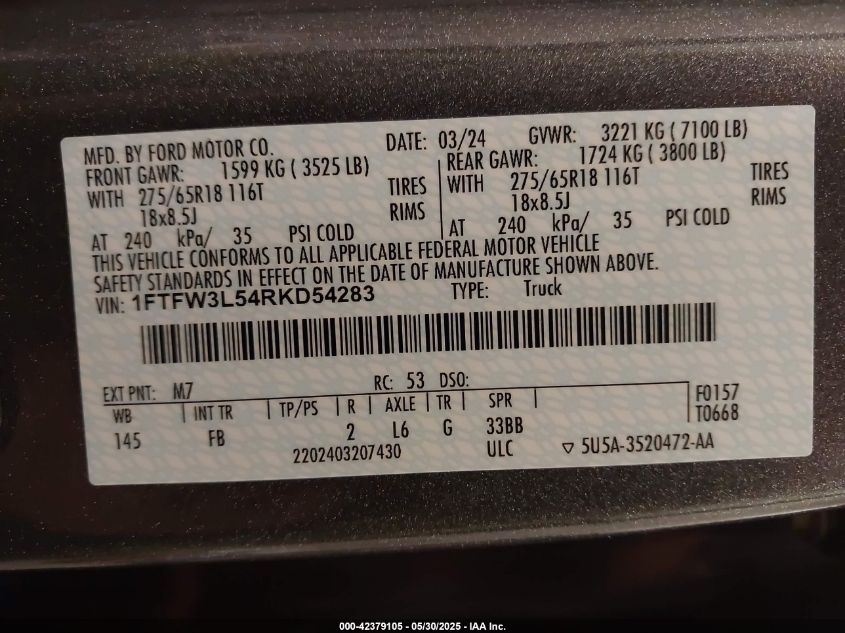 MFD. BY FORD MOTOR CO. DATE: 03/24 GVWR: 3221 KG ( 7100 LB)
FRONT GAWR: 1599 KG ( 3525 LB) REAR GAWR: 1724 KG ( 3800 LB)
WITH 275/65R18 116T TIRES WITH 275/65R18 116T TIRES
18x8.5J RIMS 18x8.5J RIMS
AT 240 kPa/ 35 PSI COLD AT 240 kPa/ 35 PSI COLD
THIS VEHICLE CONFORMS TO ALL APPLICABLE FEDERAL MOTOR VEHICLE
SAFETY STANDARDS IN EFFECT ON THE DATE OF MANUFACTURE SHOWN ABOVE.
VIN: 1FTFW3L54RKD54283 TYPE: Truck
EXT PNT: M7 RC: 53 DSO:
WB INT TR TP/PS R AXLE TR SPR F0157
145 FB 2 L6 G 33BB T0668
2202403207430 ULC ▽ 5U5A-3520472-AA
000-42379105 - 05/30/2025 - IAA Inc.